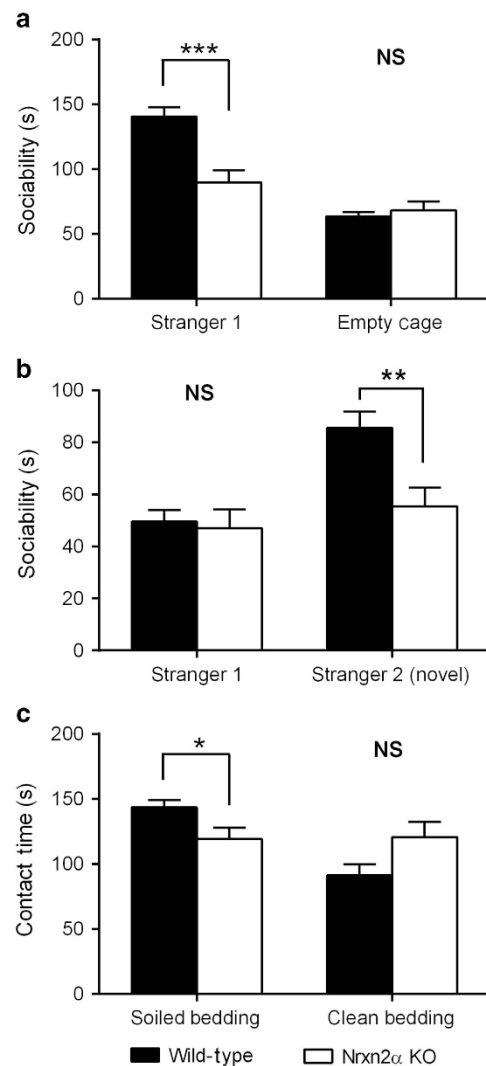 a
Sociability (s)
200
150
100
50
0
***
NS
Stranger 1
Empty cage
b
Sociability (s)
100
80
60
40
20
0
NS
**
Stranger 1
Stranger 2 (novel)
c
Contact time (s)
200
150
100
50
0
*
NS
Soiled bedding
Clean bedding
Wild-type
Nrxn2α KO